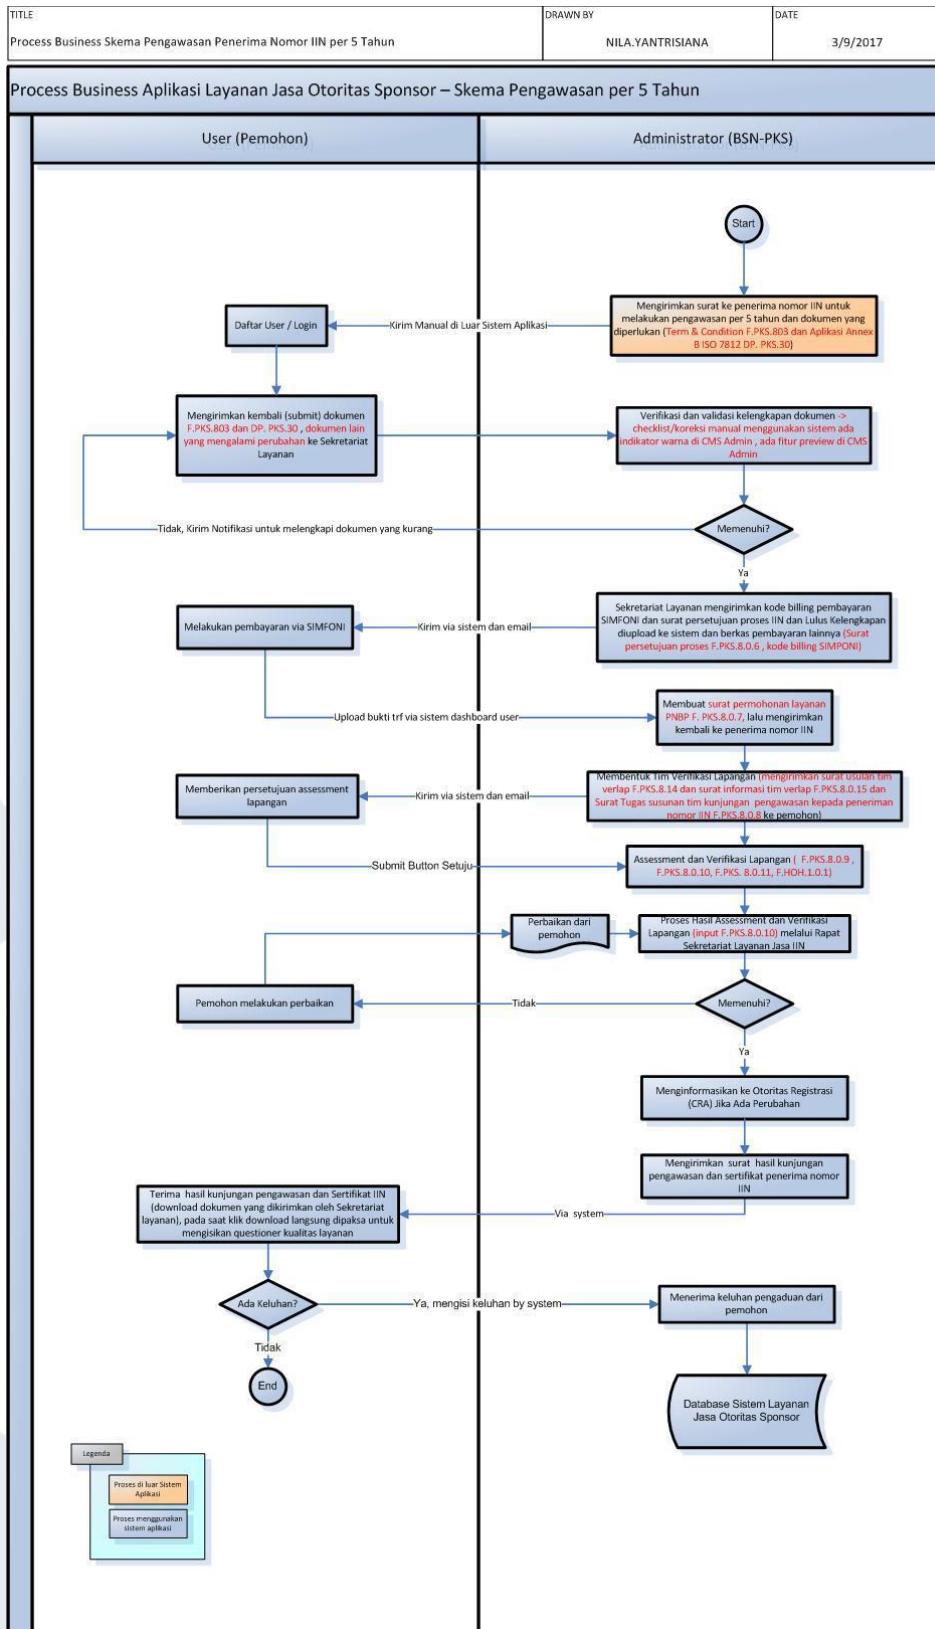 TITLE
DRAWN BY
DATE
Process Business Skema Pengawasan Penerima Nomor IIN per 5 Tahun
NILA.YANTRISIANA
3/9/2017
Process Business Aplikasi Layanan Jasa Otoritas Sponsor – Skema Pengawasan per 5 Tahun
User (Pemohon)
Administrator (BSN-PKS)
Start
Mengirimkan surat ke penerima nomor IIN untuk
melakukan pengawasan per 5 tahun dan dokumen yang
diperlukan (Term & Condition F.PKS.803 dan Aplikasi Annex
B ISO 7812 DP. PKS.30)
Kirim Manual di Luar Sistem Aplikasi
Daftar User / Login
Mengirimkan kembali (submit) dokumen
F.PKS.803 dan DP. PKS.30 , dokumen lain
yang mengalami perubahan ke Sekretariat
Layanan
Verifikasi dan validasi kelengkapan dokumen ->
checklist/koreksi manual menggunakan sistem ada
indikator warna di CMS Admin , ada fitur preview di CMS
Admin
Memenuhi?
Tidak, Kirim Notifikasi untuk melengkapi dokumen yang kurang
Ya
Sekretariat Layanan mengirimkan kode billing pembayaran
SIMFONI dan surat persetujuan proses IIN dan Lulus Kelengkapan
diupload ke sistem dan berkas pembayaran lainnya (Surat
persetujuan proses F.PKS.8.0.6 , kode billing SIMPONI)
Kirim via sistem dan email
Melakukan pembayaran via SIMFONI
Upload bukti trf via sistem dashboard user
Membuat surat permohonan layanan
PNBP F. PKS.8.0.7, lalu mengirimkan
kembali ke penerima nomor IIN
Membentuk Tim Verifikasi Lapangan (mengirimkan surat usulan tim
verlap F.PKS.8.14 dan surat informasi tim verlap F.PKS.8.0.15 dan
Surat Tugas susunan tim kunjungan pengawasan kepada peneriman
nomor IIN F.PKS.8.0.8 ke pemohon)
Kirim via sistem dan email
Memberikan persetujuan assessment
lapangan
Submit Button Setuju
Assessment dan Verifikasi Lapangan ( F.PKS.8.0.9 ,
F.PKS.8.0.10, F.PKS. 8.0.11, F.HOH.1.0.1)
Perbaikan dari
pemohon
Proses Hasil Assessment dan Verifikasi
Lapangan (input F.PKS.8.0.10) melalui Rapat
Sekretariat Layanan Jasa IIN
Memenuhi?
Tidak
Pemohon melakukan perbaikan
Ya
Menginformasikan ke Otoritas Registrasi
(CRA) Jika Ada Perubahan
Mengirimkan surat hasil kunjungan
pengawasan dan sertifikat penerima nomor
IIN
Via system
Terima hasil kunjungan pengawasan dan Sertifikat IIN
(download dokumen yang dikirimkan oleh Sekretariat
layanan), pada saat klik download langsung dipaksa untuk
mengisikan questioner kualitas layanan
Ada Keluhan?
Ya, mengisi keluhan by system
Menerima keluhan pengaduan dari
pemohon
Tidak
End
Database Sistem Layanan
Jasa Otoritas Sponsor
Legenda
Proses di luar Sistem
Aplikasi
Proses menggunakan
sistem aplikasi